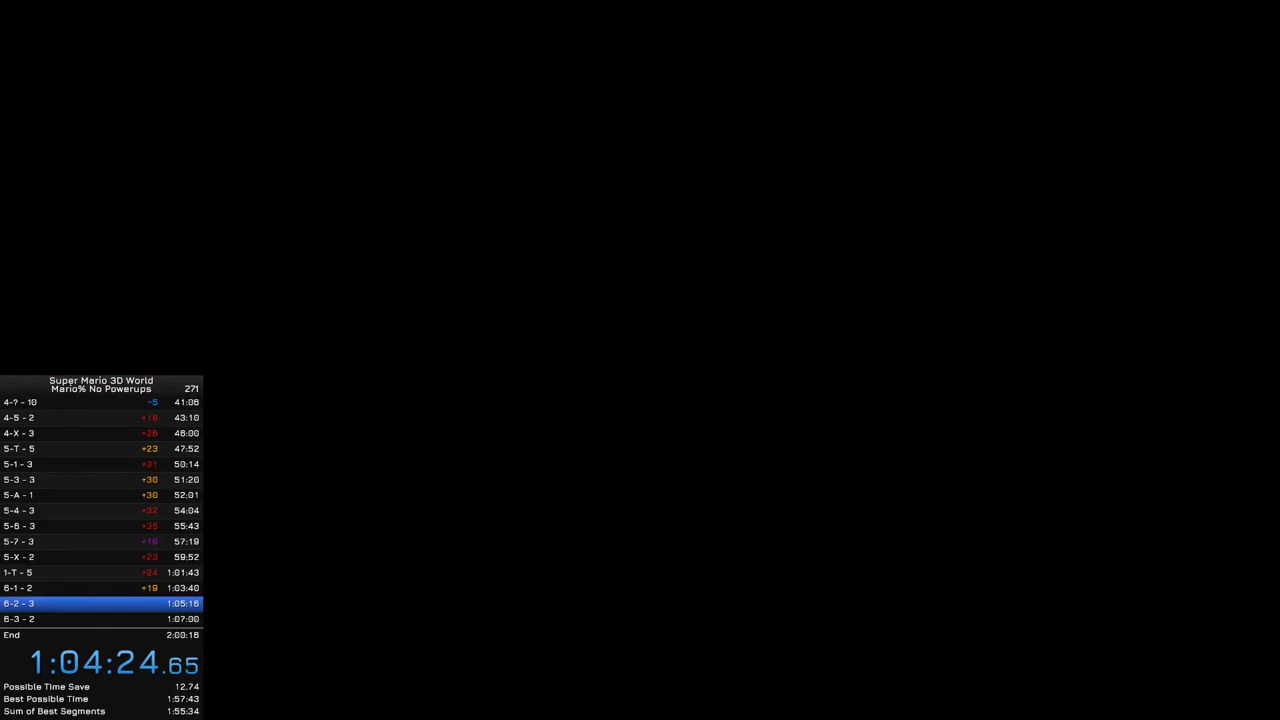 Super Mario 3D World
Mario% No Powerups 271
4-? - 10 -5 41:06
4-5 - 2 +18 43:10
4-X - 3 +26 46:00
5-T - 5 +23 47:52
5-1 - 3 +31 50:14
5-3 - 3 +30 51:20
5-A - 1 +30 52:01
5-4 - 3 +32 54:04
5-6 - 3 +35 55:43
5-7 - 3 +19 57:19
5-X - 2 +23 59:52
1-T - 5 +24 1:01:43
6-1 - 2 +19 1:03:40
6-2 - 3 1:05:16
6-3 - 2 1:07:00
End 2:00:16
1:04:24.65
Possible Time Save 12.74
Best Possible Time 1:57:43
Sum of Best Segments 1:55:34